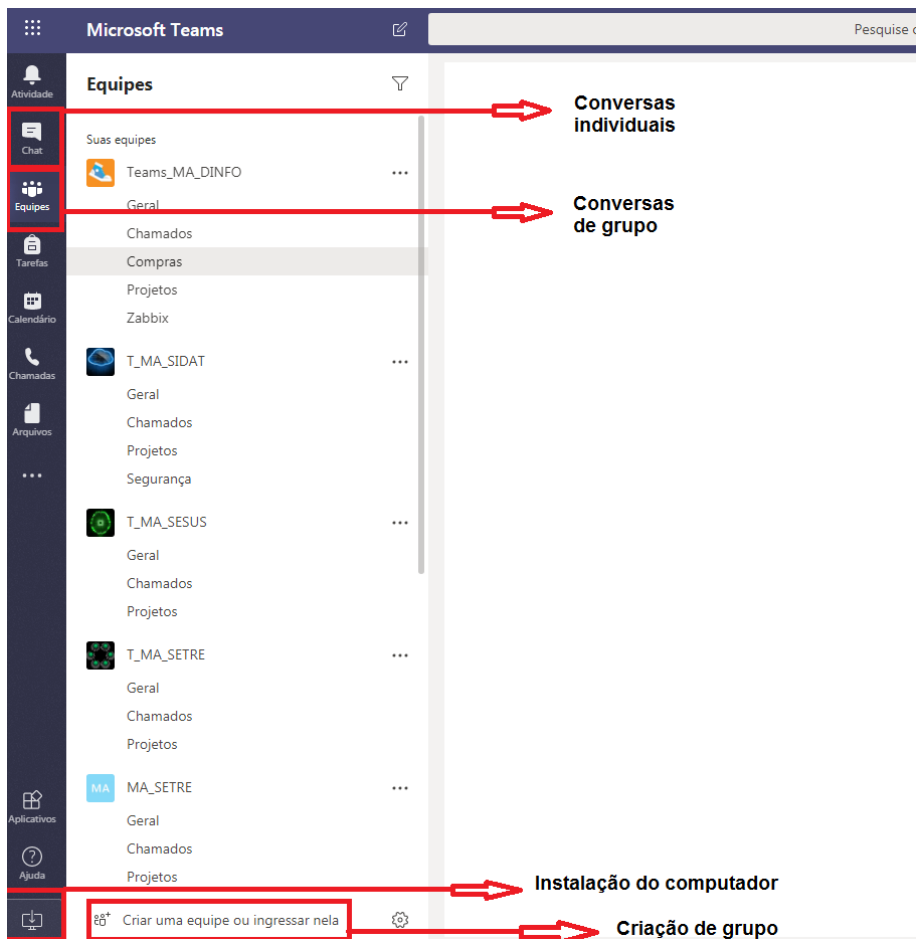 Microsoft Teams
Pesquise
Atividade
Chat
Equipes
Tarefas
Calendário
Chamadas
Arquivos
Aplicativos
Ajuda
Equipes
Suas equipes
Teams_MA_DINFO
Geral
Chamados
Compras
Projetos
Zabbix
T_MA_SIDAT
Geral
Chamados
Projetos
Segurança
T_MA_SESUS
Geral
Chamados
Projetos
T_MA_SETRE
Geral
Chamados
Projetos
MA MA_SETRE
Geral
Chamados
Projetos
Criar uma equipe ou ingressar nela
Conversas
individuais
Conversas
de grupo
Instalação do computador
Criação de grupo